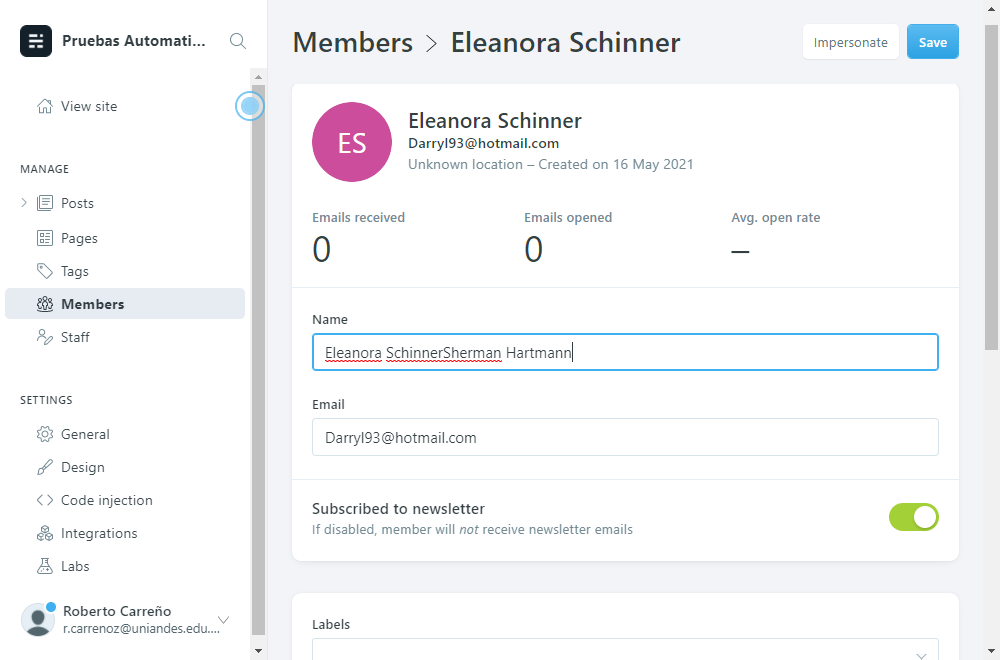 Pruebas Automati...
View site
MANAGE
Posts
Pages
Tags
Members
Staff
SETTINGS
General
Design
Code injection
Integrations
Labs
Roberto Carreño
r.carrenoz@uniandes.edu....
Members > Eleanora Schinner
Impersonate
Save
ES
Eleanora Schinner
Darryl93@hotmail.com
Unknown location – Created on 16 May 2021
Emails received
0
Emails opened
0
Avg. open rate
–
Name
Eleanora SchinnerSherman Hartmann
Email
Darryl93@hotmail.com
Subscribed to newsletter
If disabled, member will not receive newsletter emails
Labels